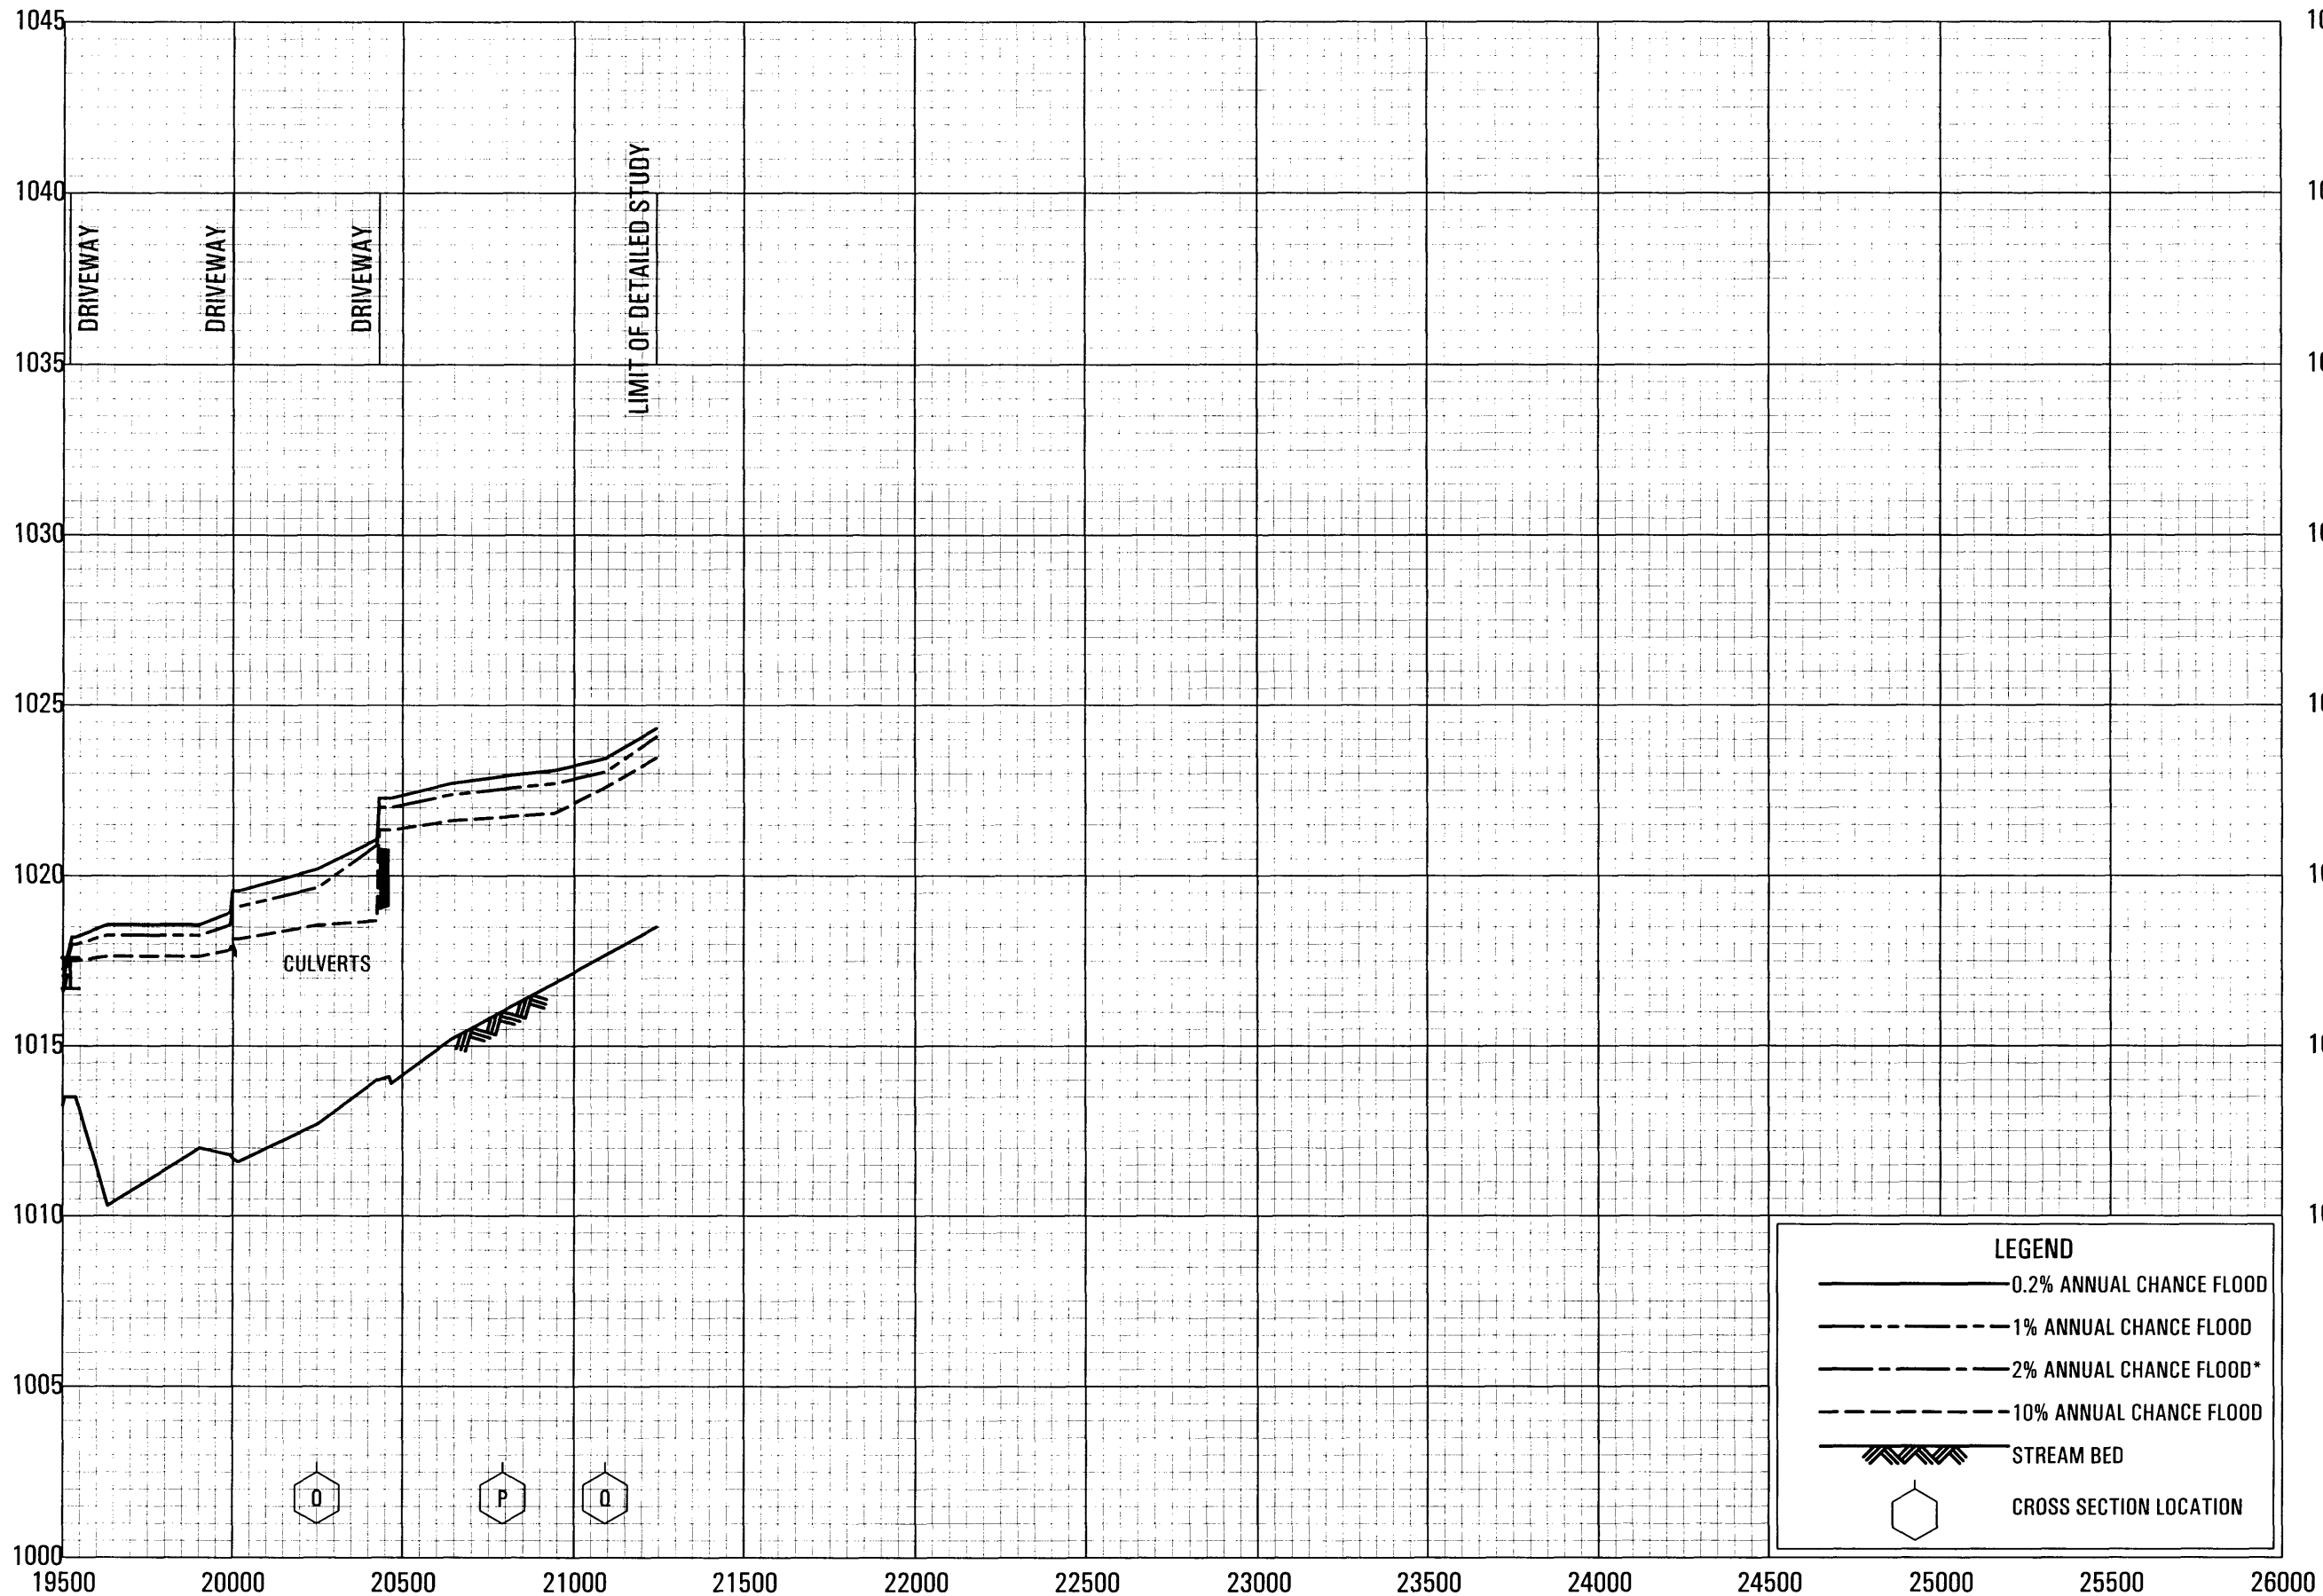 1045
1040
1035
1030
1025
1020
1015
1010
1005
1000
DRIVEWAY
DRIVEWAY
DRIVEWAY
LIMIT OF DETAILED STUDY
CULVERTS
O
P
Q
LEGEND
0.2% ANNUAL CHANCE FLOOD
1% ANNUAL CHANCE FLOOD
2% ANNUAL CHANCE FLOOD*
10% ANNUAL CHANCE FLOOD
STREAM BED
CROSS SECTION LOCATION
19500 20000 20500 21000 21500 22000 22500 23000 23500 24000 24500 25000 25500 26000